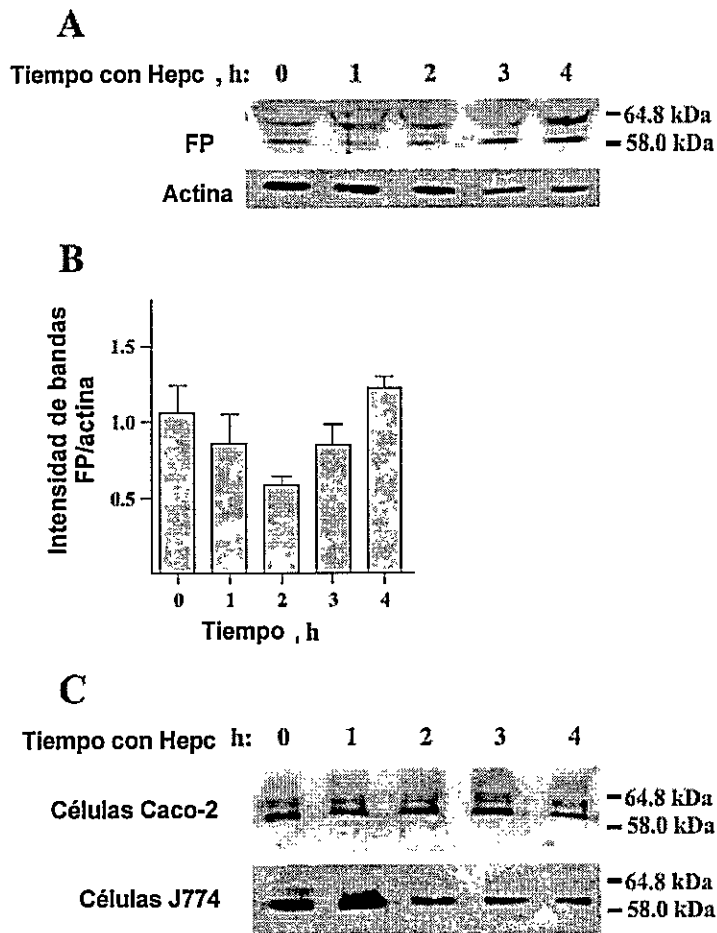 A
Tiempo con Hepc , h: 0 1 2 3 4
FP
64.8 kDa
58.0 kDa
Actina
B
Intensidad de bandas
FP/actina
1.5
1.0
0.5
0 1 2 3 4
Tiempo , h
C
Tiempo con Hepc h: 0 1 2 3 4
Células Caco-2
64.8 kDa
58.0 kDa
Células J774
64.8 kDa
58.0 kDa